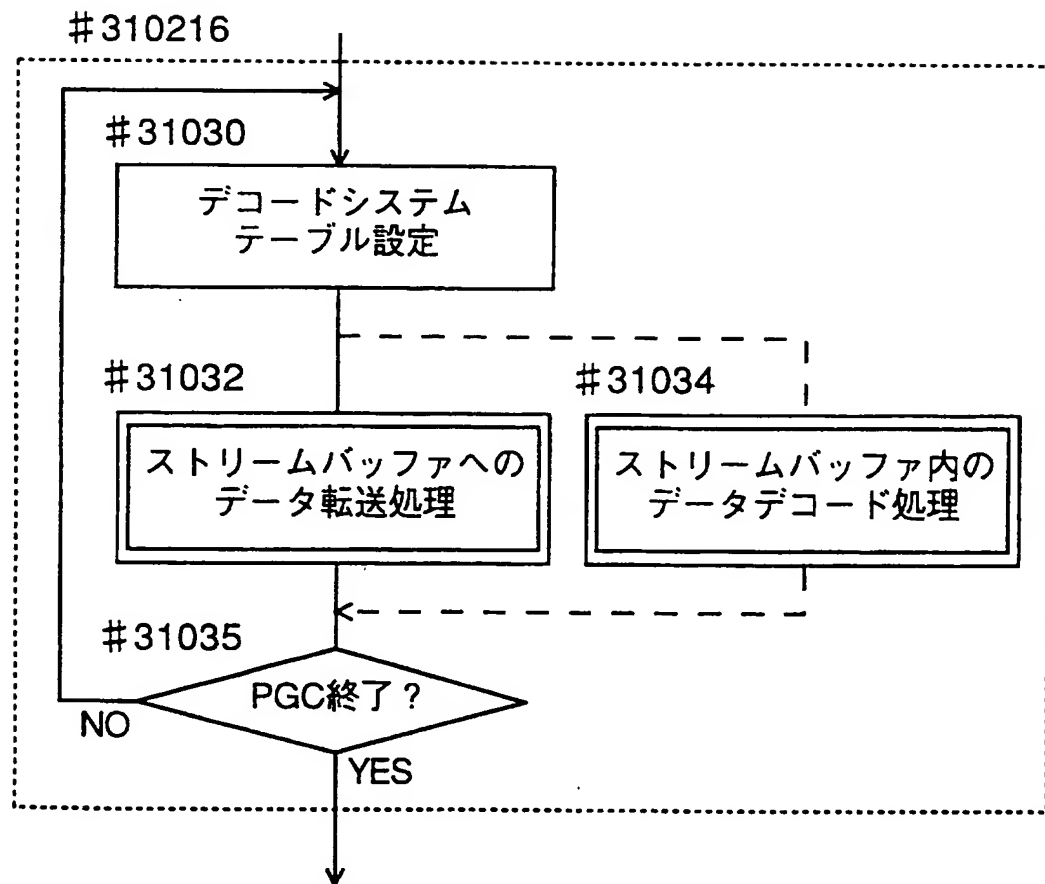 #310216
#31030
デコードシステム
テーブル設定
#31032
#31034
ストリームバッファへの
データ転送処理
ストリームバッファ内の
データデコード処理
#31035
PGC終了?
NO
YES